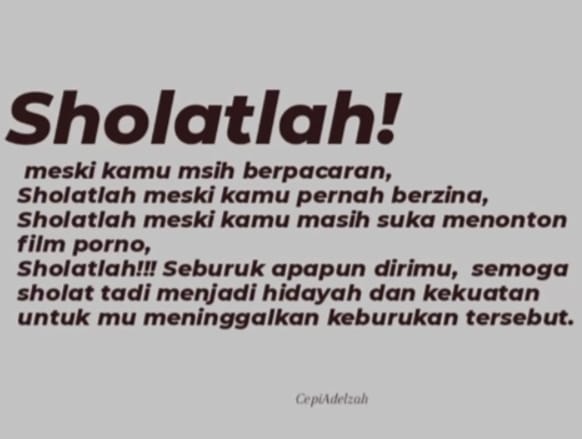 Sholatlah!
meski kamu msih berpacaran,
Sholatlah meski kamu pernah berzina,
Sholatlah meski kamu masih suka menonton
film porno,
Sholatlah!!! Seburuk apapun dirimu, semoga
sholat tadi menjadi hidayah dan kekuatan
untuk mu meninggalkan keburukan tersebut.
CepiAdelzah